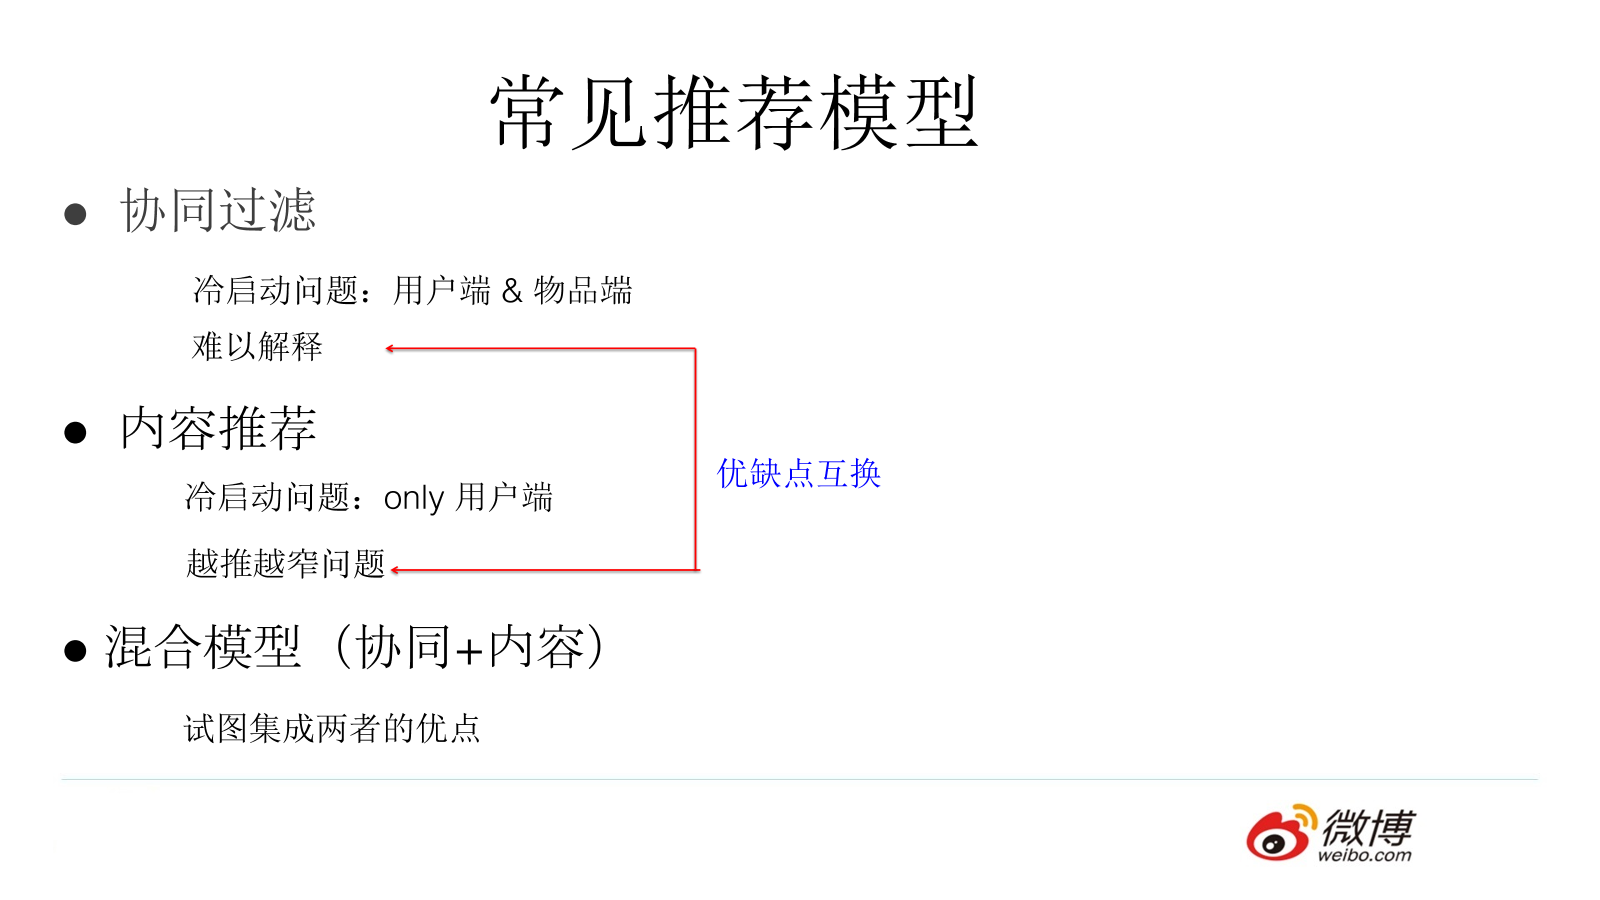 常见推荐模型
● 协同过滤
冷启动问题：用户端 & 物品端
难以解释
● 内容推荐
优缺点互换
冷启动问题：only 用户端
越推越窄问题
● 混合模型（协同+内容）
试图集成两者的优点
微博
weibo.com